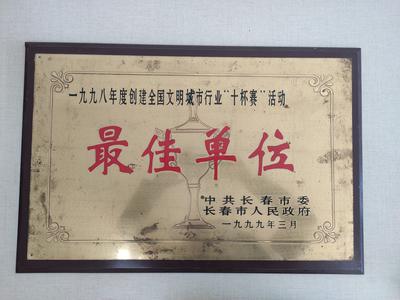 一九九八年度创建全国文明城市行业“十杯赛”活动
最佳单位
中共长春市委
长春市人民政府
一九九九年三月